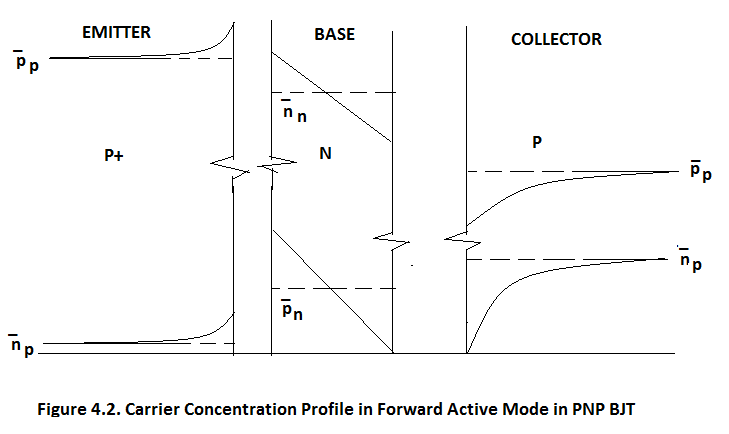 EMITTER
BASE
COLLECTOR
p̅p
n̅n
P+
N
P
p̅p
n̅p
p̅n
n̅p
Figure 4.2. Carrier Concentration Profile in Forward Active Mode in PNP BJT